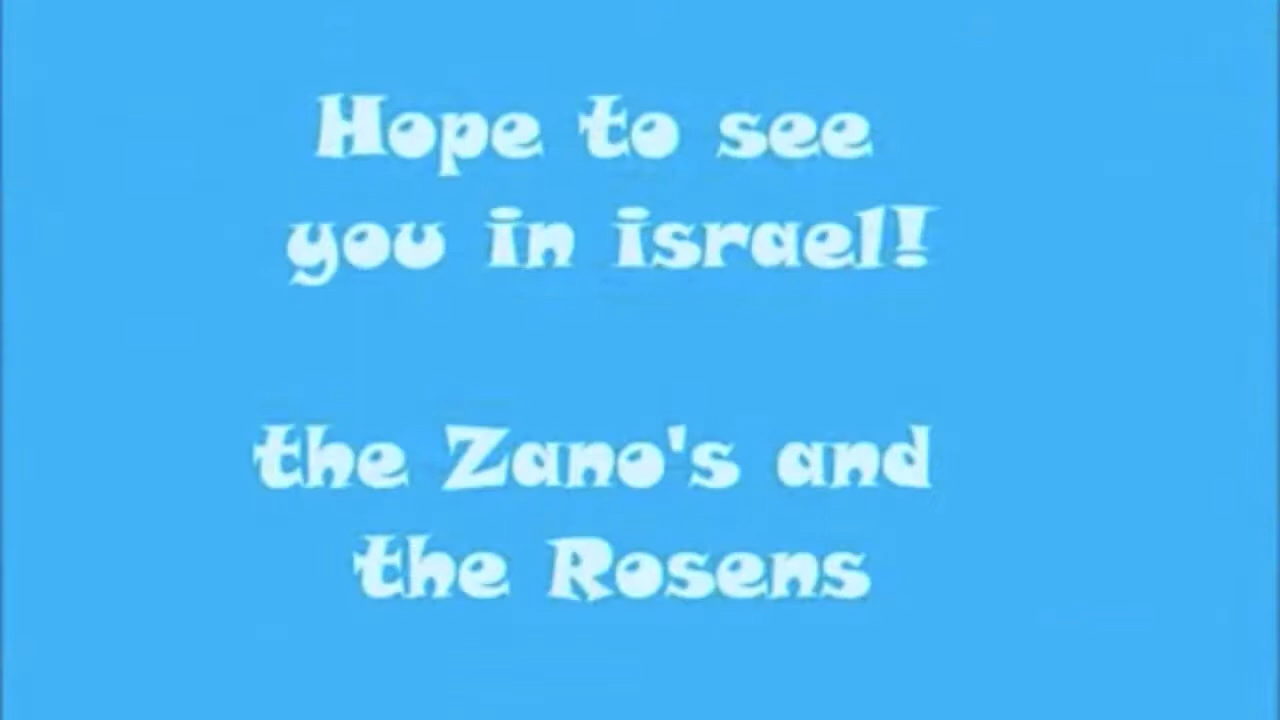 Hope to see
you in israel!
the Zano's and
the Rosens